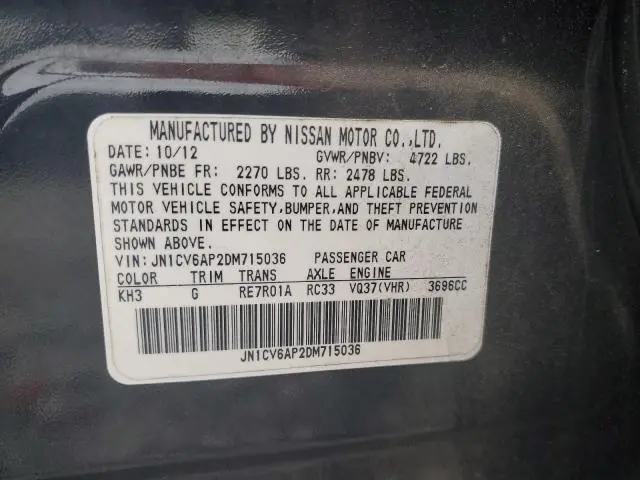 MANUFACTURED BY NISSAN MOTOR CO.,LTD.
DATE: 10/12 GVWR/PNBV: 4722 LBS.
GAWR/PNBE FR: 2270 LBS. RR: 2478 LBS.
THIS VEHICLE CONFORMS TO ALL APPLICABLE FEDERAL
MOTOR VEHICLE SAFETY,BUMPER,AND THEFT PREVENTION
STANDARDS IN EFFECT ON THE DATE OF MANUFACTURE
SHOWN ABOVE.
VIN: JN1CV6AP2DM715036 PASSENGER CAR
COLOR TRIM TRANS AXLE ENGINE
KH3 G RE7R01A RC33 VQ37(VHR) 3696CC
JN1CV6AP2DM715036